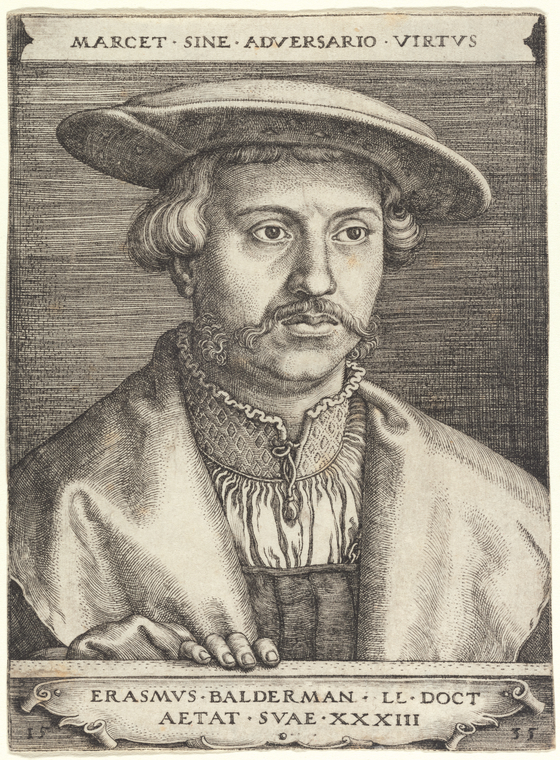 MARCET · SINE · ADVERSARIO · VIRTVS
ERASMVS · BALDERMAN · LL · DOCT
AETAT · SVAE · XXXIII
15 35